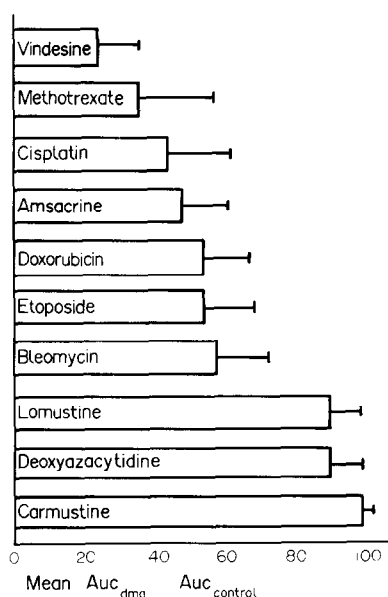 Vindesine
Methotrexate
Cisplatin
Amsacrine
Doxorubicin
Etoposide
Bleomycin
Lomustine
Deoxyazacytidine
Carmustine
0 20 40 60 80 100
Mean Auc dmg Auc control